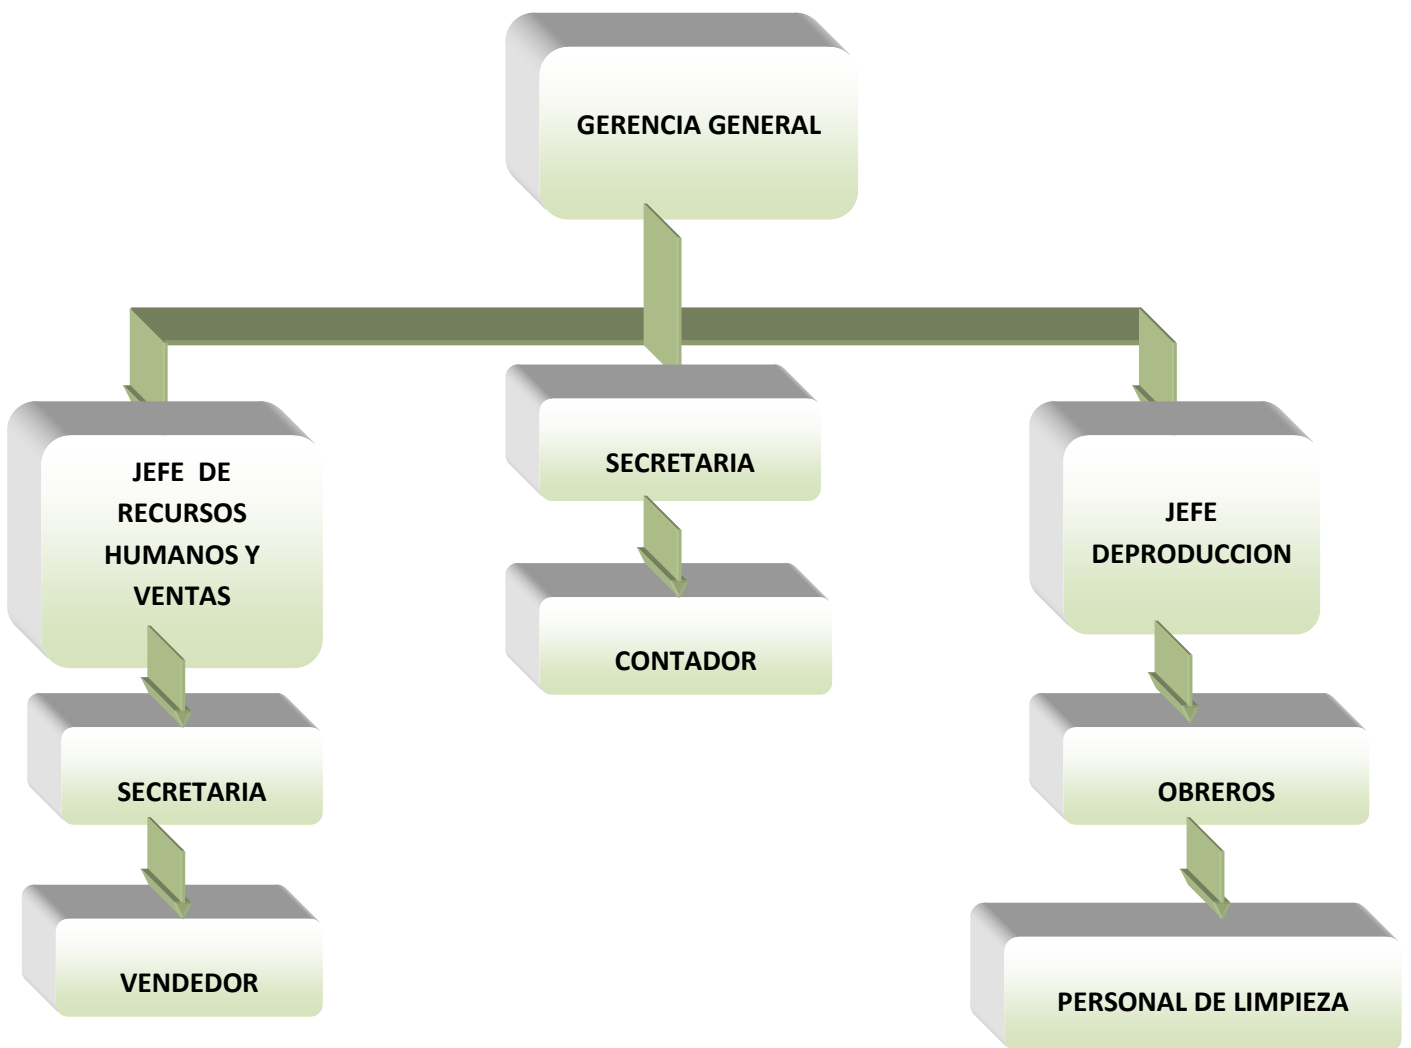 GERENCIA GENERAL
JEFE DE
RECURSOS
HUMANOS Y
VENTAS
SECRETARIA
VENDEDOR
SECRETARIA
CONTADOR
JEFE
DEPRODUCCION
OBREROS
PERSONAL DE LIMPIEZA